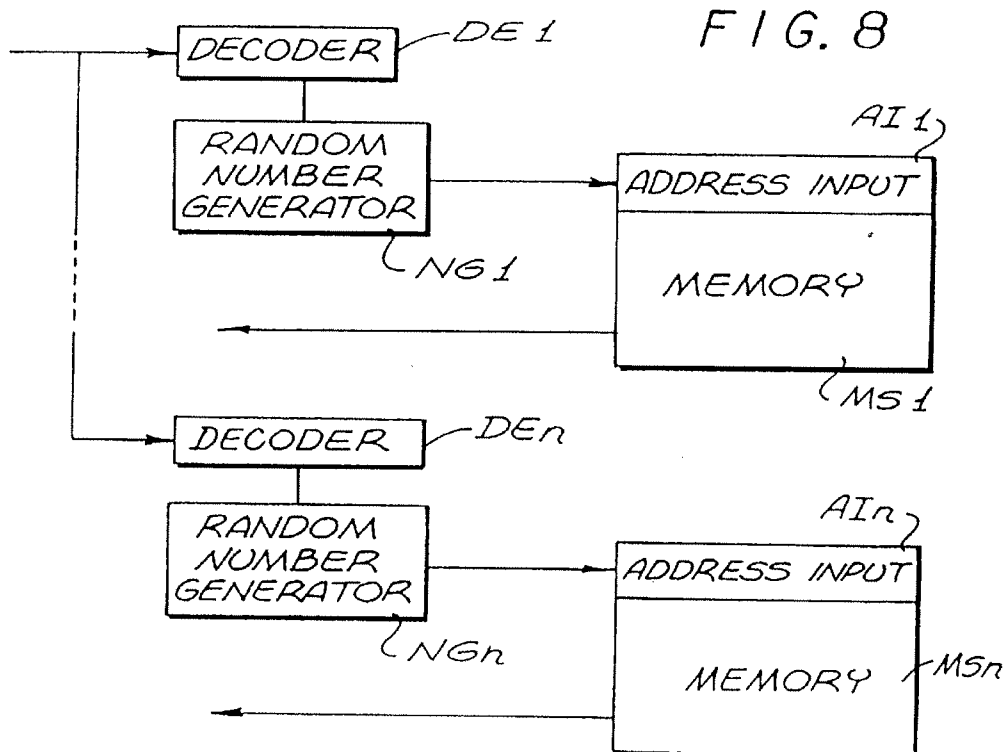 FIG. 8
DECODER
DE1
RANDOM
NUMBER
GENERATOR
NG1
AI1
ADDRESS INPUT
MEMORY
MS1
DECODER
DEn
RANDOM
NUMBER
GENERATOR
NGn
AIn
ADDRESS INPUT
MEMORY
MSn